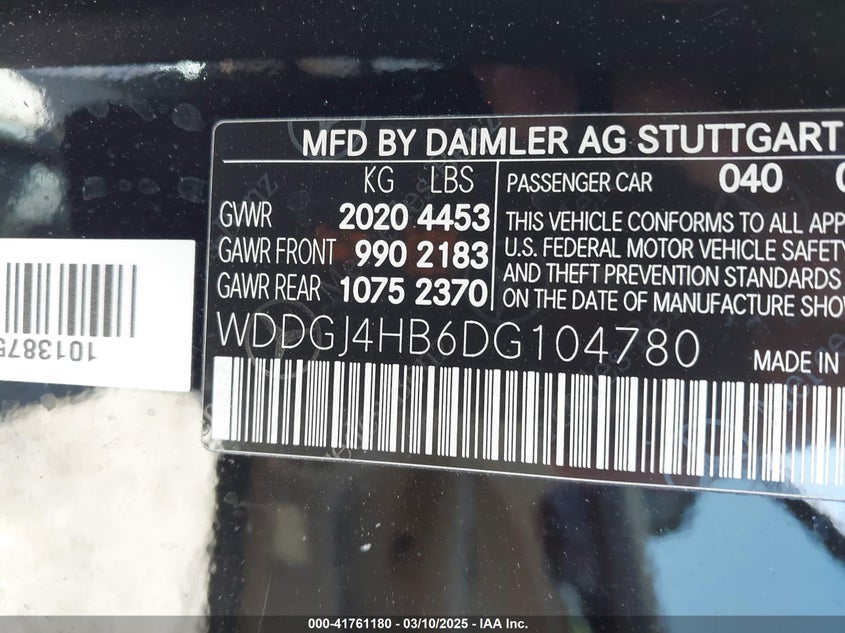 MFD BY DAIMLER AG STUTTGART
KG LBS
GVWR 2020 4453
GAWR FRONT 990 2183
GAWR REAR 1075 2370
PASSENGER CAR 040
THIS VEHICLE CONFORMS TO ALL APP
U.S. FEDERAL MOTOR VEHICLE SAFETY
AND THEFT PREVENTION STANDARDS
ON THE DATE OF MANUFACTURE SHO
WDDGJ4HB6DG104780
MADE IN
1013875
000-41761180 - 03/10/2025 - IAA Inc.